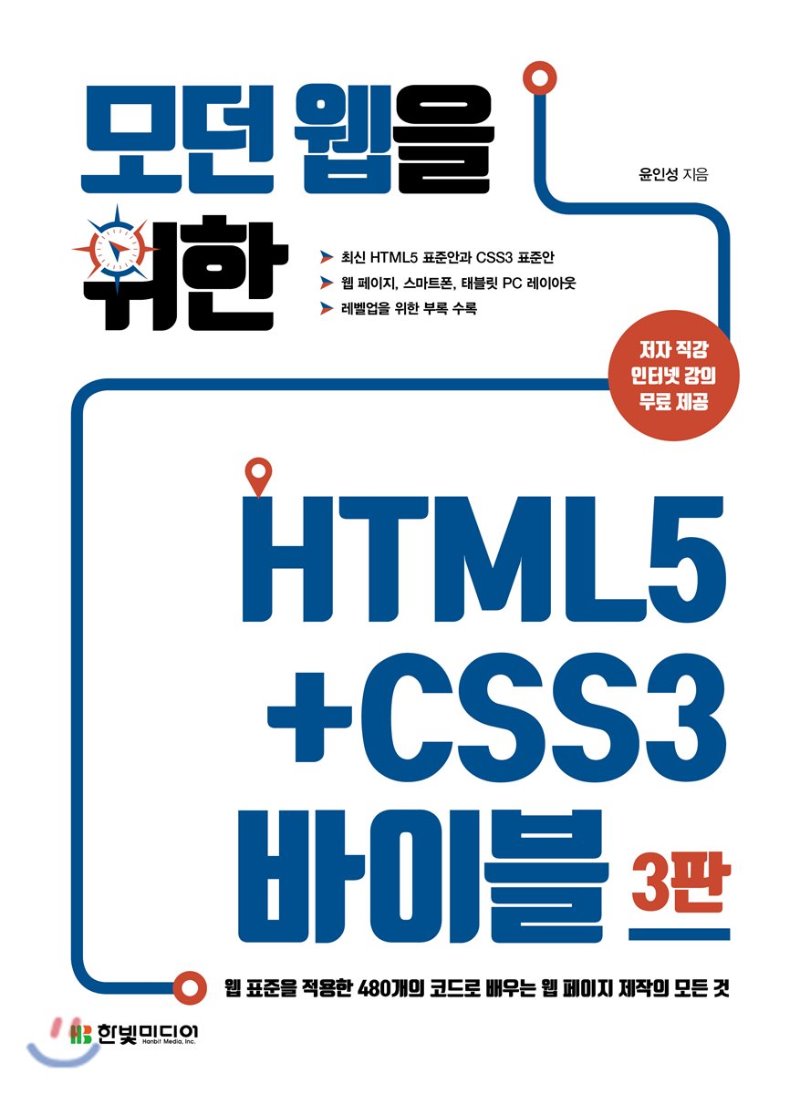 모던 웹을
위한
윤인성 지음
최신 HTML5 표준안과 CSS3 표준안
웹 페이지, 스마트폰, 태블릿 PC 레이아웃
레벨업을 위한 부록 수록
저자 직강
인터넷 강의
무료 제공
HTML5
+CSS3
바이블 3판
웹 표준을 적용한 480개의 코드로 배우는 웹 페이지 제작의 모든 것
한빛미디어
Hanbit Media, Inc.